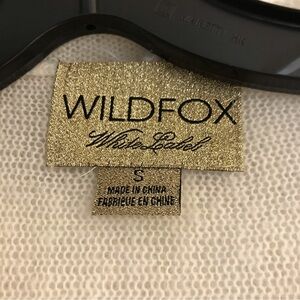 WILDFOX
White Label
S
MADE IN CHINA
FABRIQUE EN CHINE